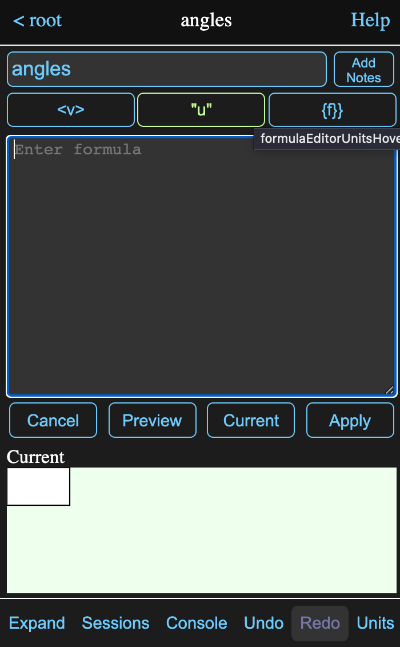 < root angles Help
angles Add Notes
<v> "u" {f}}
formulaEditorUnitsHove
Enter formula
Cancel Preview Current Apply
Current
Expand Sessions Console Undo Redo Units